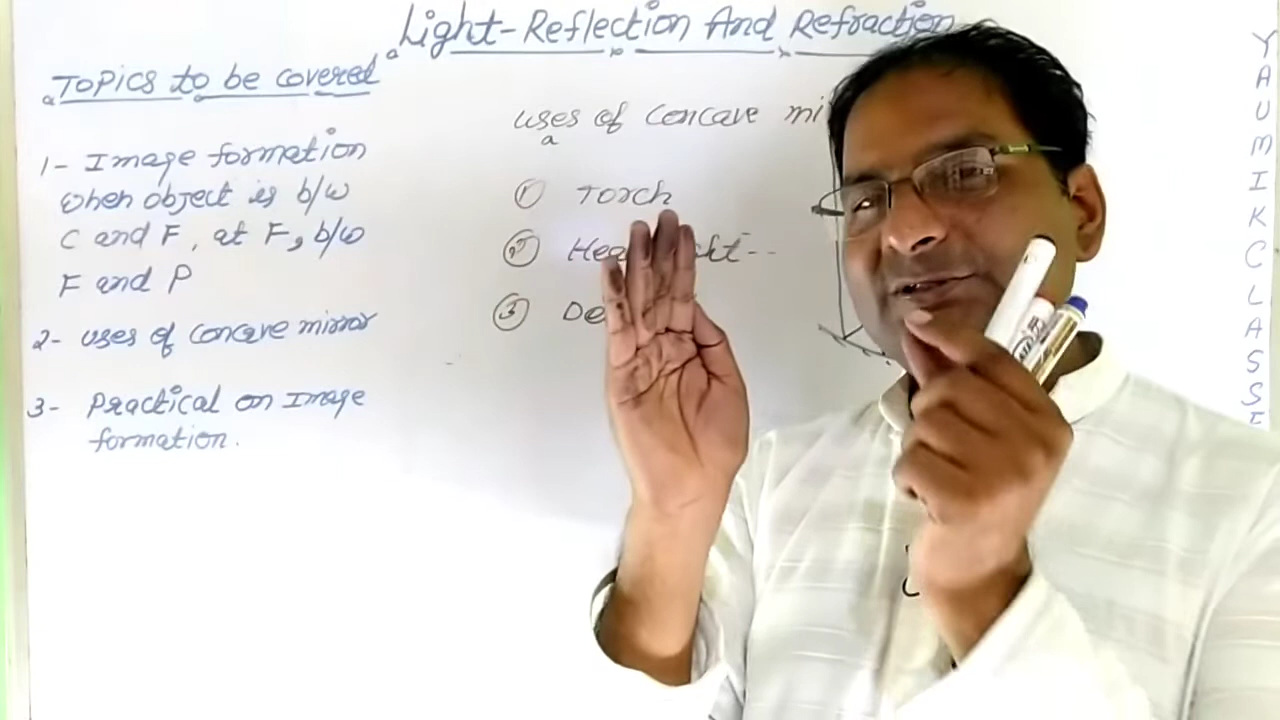 Light-Reflection And Refraction
Topics to be covered
1- Image formation
when object is b/w
C and F, at F, b/w
F and P
2- uses of concave mirror
3- Practical on Image
formation.
uses of concave mi
a
① Torch
② Hea ht--
③ De
YAUMIKCLASSE